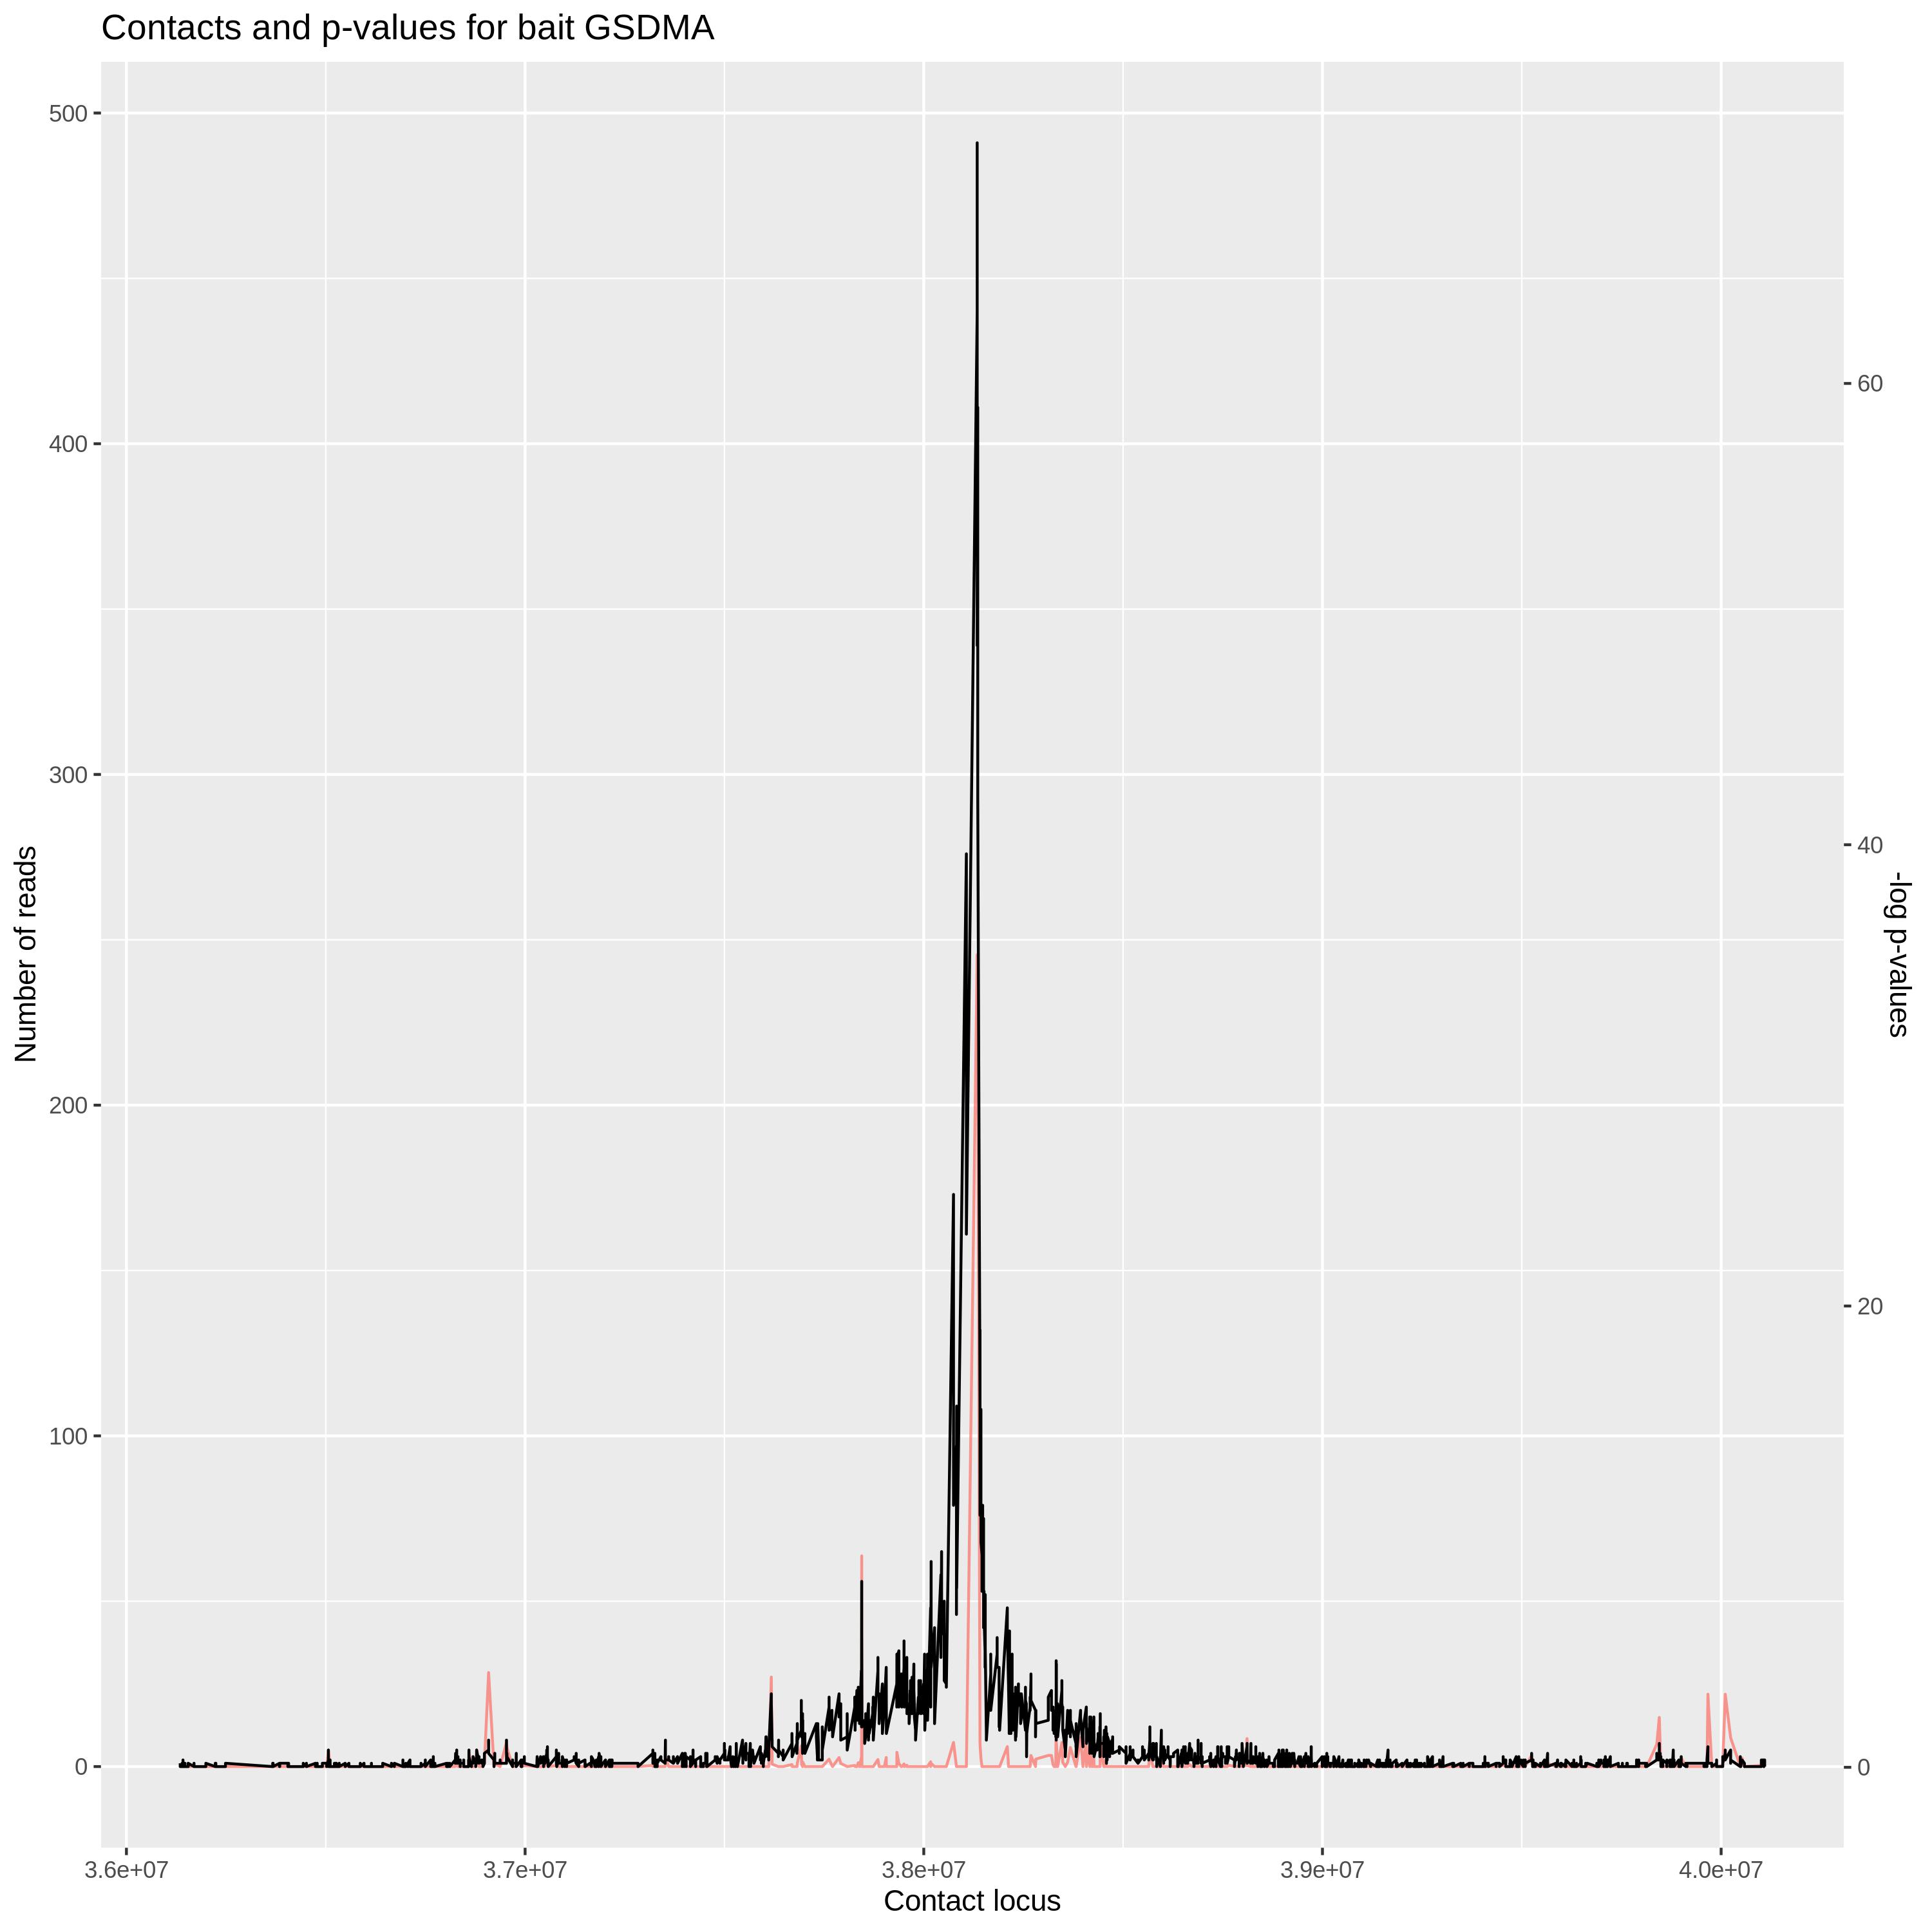 Contacts and p-values for bait GSDMA
500
400
300
200
100
0
Number of reads
60
40
20
0
-log p-values
3.6e+07
3.7e+07
3.8e+07
3.9e+07
4.0e+07
Contact locus